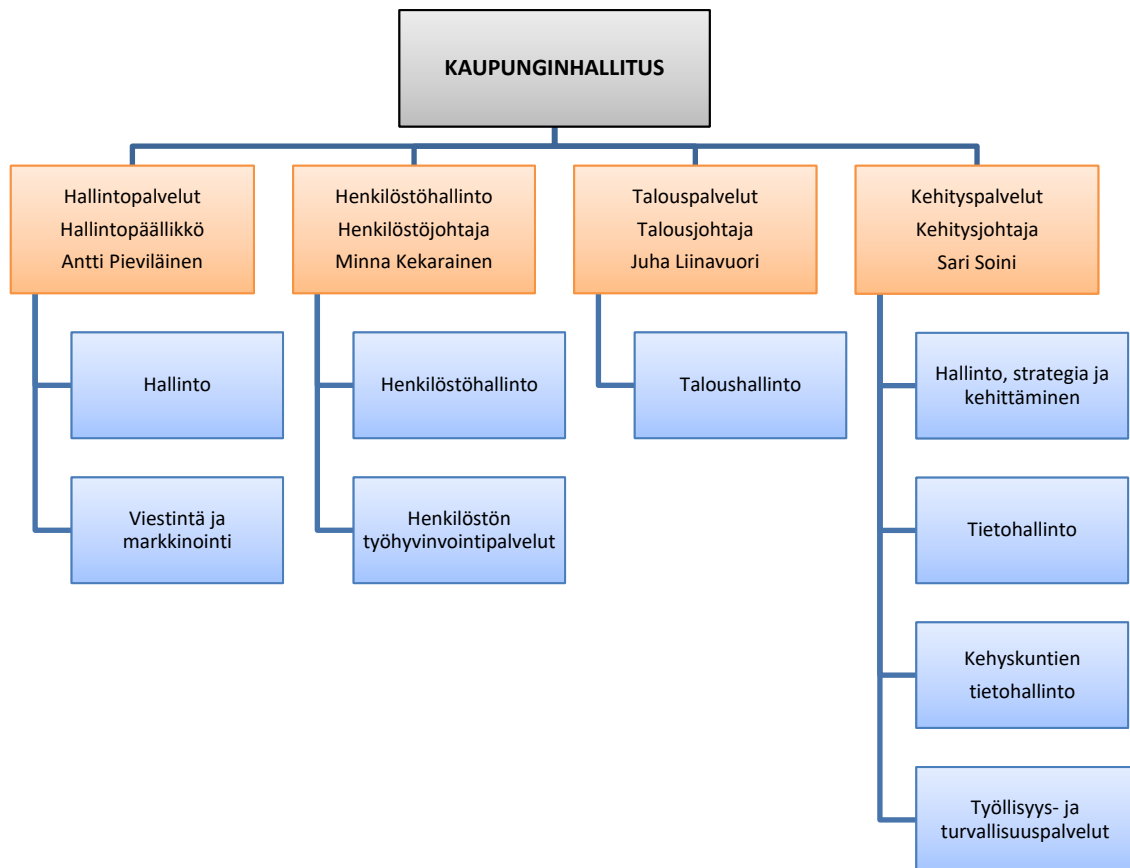 KAUPUNGINHALLITUS
Hallintopalvelut
Hallintopäällikkö
Antti Pieviläinen
Henkilöstöhallinto
Henkilöstöjohtaja
Minna Kekarainen
Talouspalvelut
Talousjohtaja
Juha Liinavuori
Kehityspalvelut
Kehitysjohtaja
Sari Soini
Hallinto
Viestintä ja
markkinointi
Henkilöstöhallinto
Henkilöstön
työhyvinvointipalvelut
Taloushallinto
Hallinto, strategia ja
kehittäminen
Tietohallinto
Kehyskuntien
tietohallinto
Työllisyys- ja
turvallisuuspalvelut